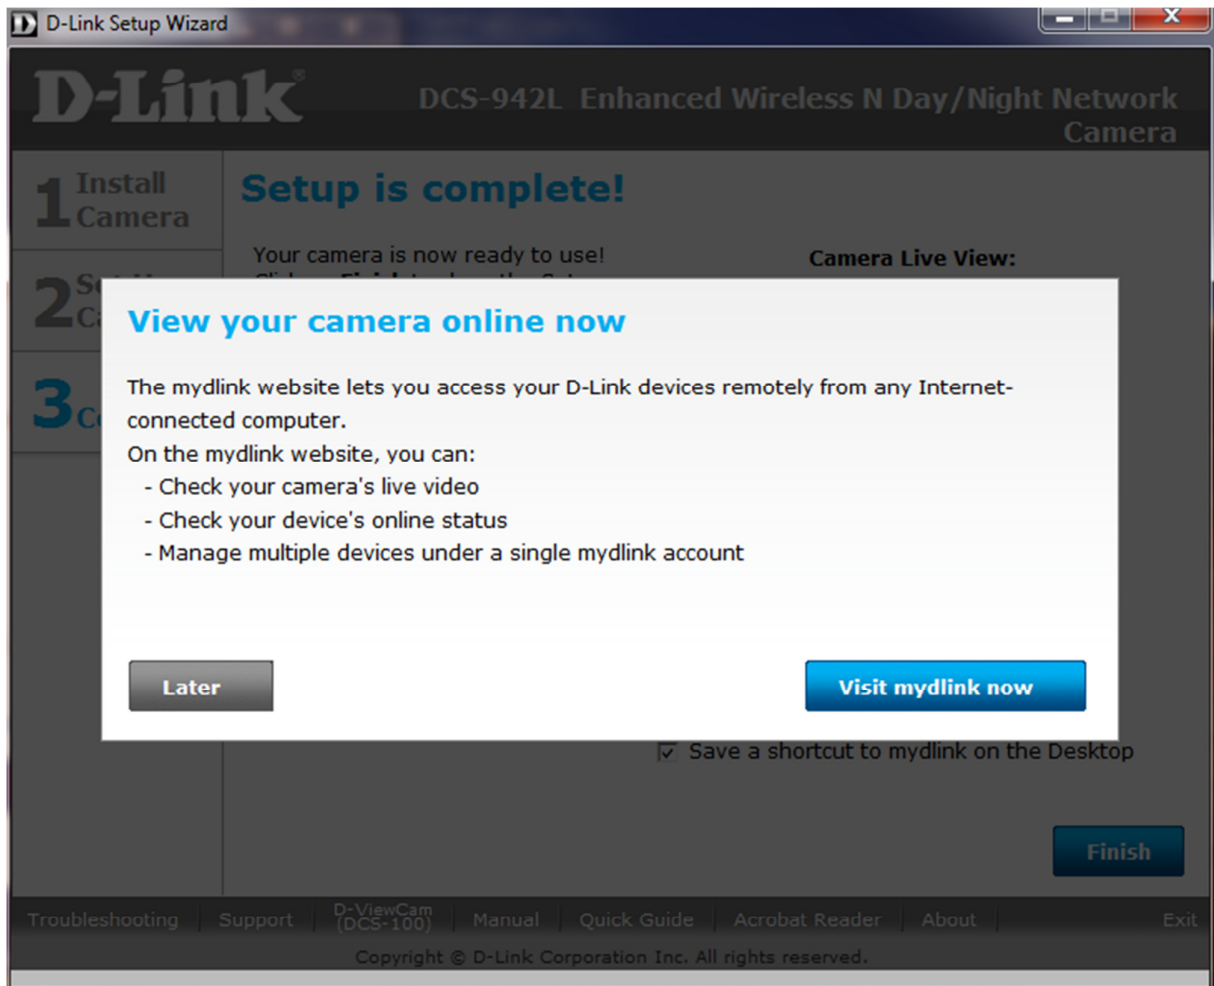 D-Link Setup Wizard
D-Link®
DCS-942L Enhanced Wireless N Day/Night Network
Camera
1 Install
Camera
Setup is complete!
Your camera is now ready to use!
Camera Live View:
2
3
View your camera online now
The mydlink website lets you access your D-Link devices remotely from any Internet-
connected computer.
On the mydlink website, you can:
- Check your camera's live video
- Check your device's online status
- Manage multiple devices under a single mydlink account
Later
Visit mydlink now
Save a shortcut to mydlink on the Desktop
Finish
Troubleshooting
Support
D-ViewCam
(DCS-100)
Manual
Quick Guide
Acrobat Reader
About
Exit
Copyright © D-Link Corporation Inc. All rights reserved.